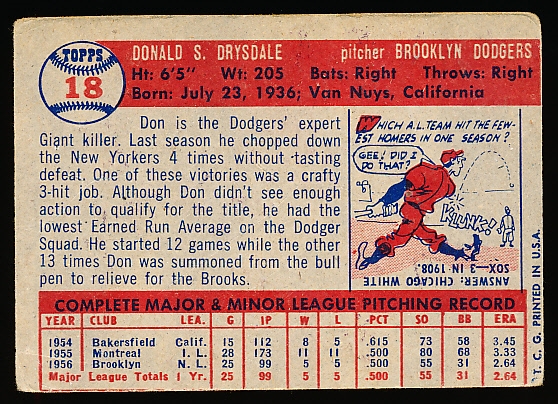 TOPPS
18
DONALD S. DRYSDALE pitcher BROOKLYN DODGERS
Ht: 6'5" Wt: 205 Bats: Right Throws: Right
Born: July 23, 1936; Van Nuys, California
Don is the Dodgers' expert
Giant killer. Last season he chopped down
the New Yorkers 4 times without tasting
defeat. One of these victories was a crafty
3-hit job. Although Don didn't see enough
action to qualify for the title, he had the
lowest Earned Run Average on the Dodger
Squad. He started 12 games while the other
13 times Don was summoned from the bull
pen to relieve for the Brooks.
WHICH A.L. TEAM HIT THE FEW-
EST HOMERS IN ONE SEASON?
GEE! DID I
DO THAT?
KLUNK!
ANSWER: CHICAGO WHITE
SOX—3 IN 1908.
COMPLETE MAJOR & MINOR LEAGUE PITCHING RECORD
YEAR CLUB LEA. G IP W L .PCT SO BB ERA
1954 Bakersfield Calif. 15 112 8 5 .615 73 58 3.45
1955 Montreal I. L. 28 173 11 11 .500 80 68 3.33
1956 Brooklyn N. L. 25 99 5 5 .500 55 31 2.64
Major League Totals 1 Yr. 25 99 5 5 .500 55 31 2.64
T. C. G. PRINTED IN U.S.A.